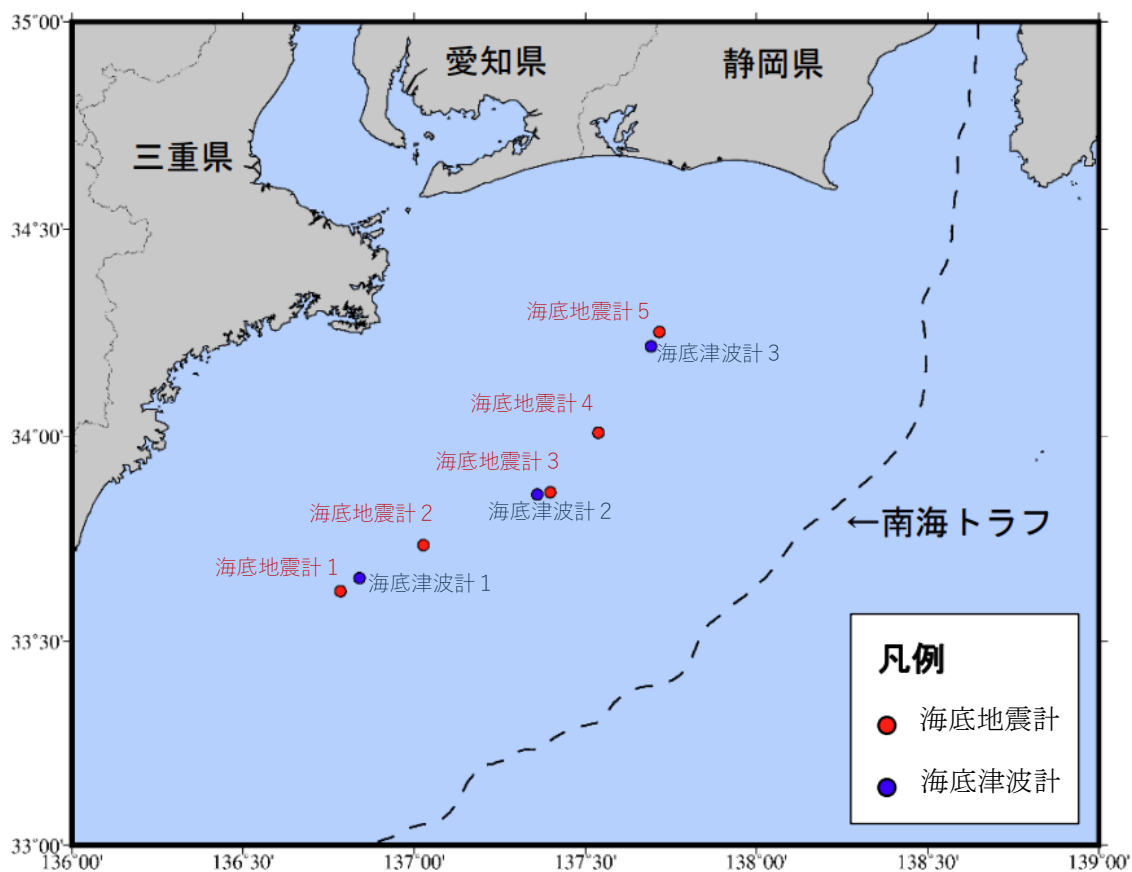 35˚00'
愛知県
静岡県
三重県
34˚30'
海底地震計５
海底津波計３
海底地震計４
34˚00'
海底地震計３
海底津波計２
海底地震計２
←南海トラフ
海底地震計１
海底津波計１
33˚30'
凡例
海底地震計
海底津波計
33˚00'
136˚00'
136˚30'
137˚00'
137˚30'
138˚00'
138˚30'
139˚00'